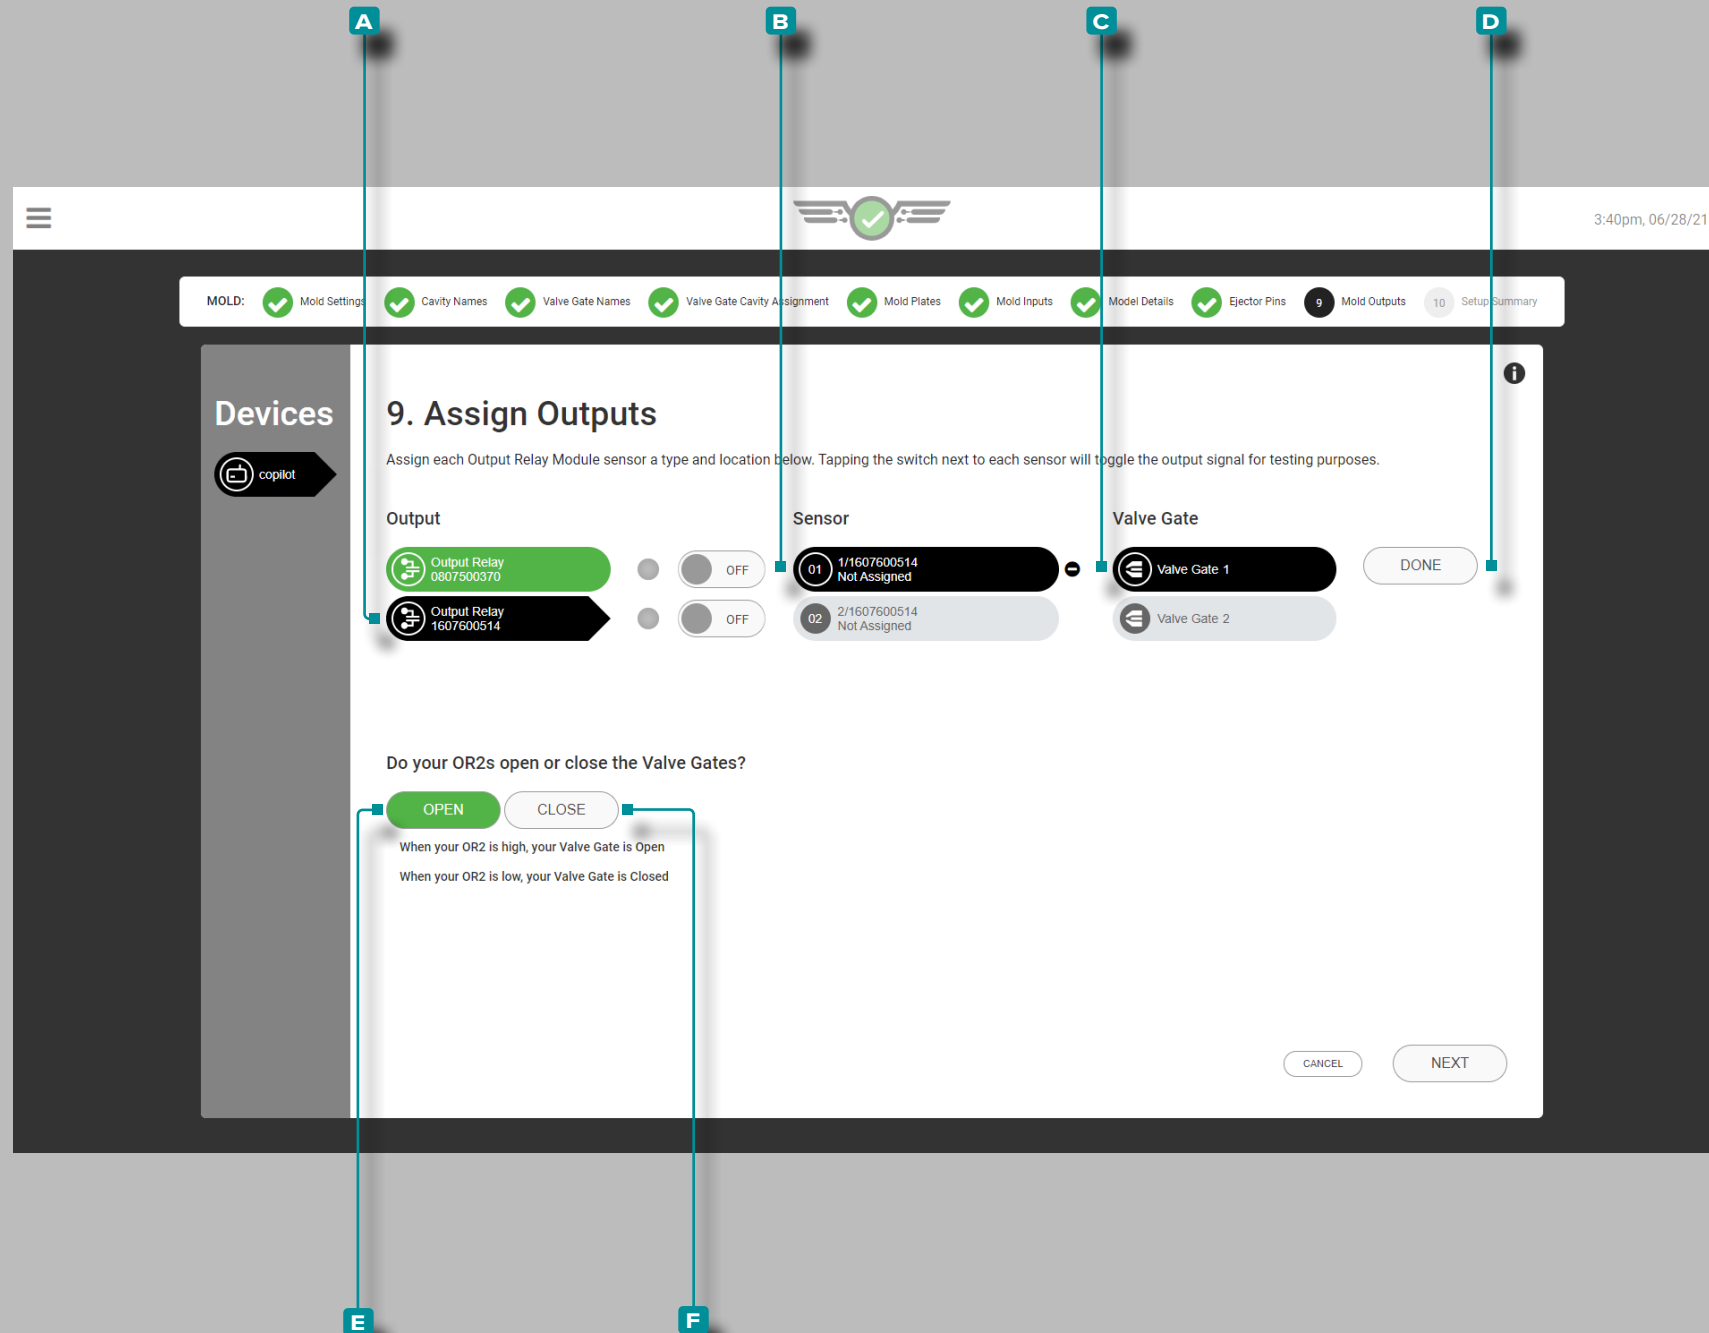 A
B
C
D
3:40pm, 06/28/21
MOLD:
Mold Settings
Cavity Names
Valve Gate Names
Valve Gate Cavity Assignment
Mold Plates
Mold Inputs
Model Details
Ejector Pins
9
Mold Outputs
10
Setup Summary
Devices
copilot
9. Assign Outputs
Assign each Output Relay Module sensor a type and location below. Tapping the switch next to each sensor will toggle the output signal for testing purposes.
Output
Sensor
Valve Gate
Output Relay
0807500370
OFF
01
1/1607600514
Not Assigned
Valve Gate 1
DONE
Output Relay
1607600514
OFF
02
2/1607600514
Not Assigned
Valve Gate 2
Do your OR2s open or close the Valve Gates?
OPEN
CLOSE
When your OR2 is high, your Valve Gate is Open
When your OR2 is low, your Valve Gate is Closed
CANCEL
NEXT
E
F